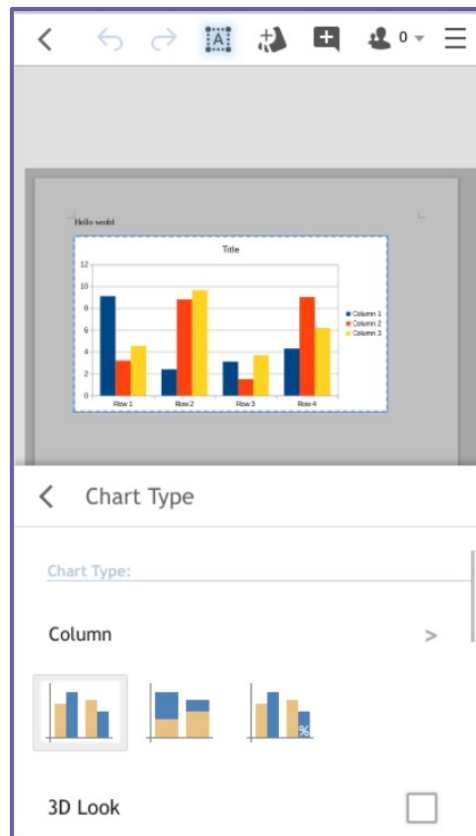 A
0
Hello world
Title
12
10
8
6
4
2
0
Column 1
Column 2
Column 3
Row 1 Row 2 Row 3 Row 4
Chart Type
Chart Type:
Column >
%
3D Look